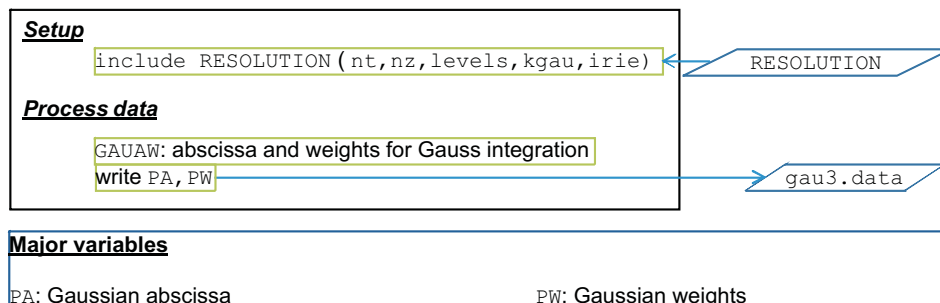 Setup
include RESOLUTION(nt,nz,levels,kgau,irie) RESOLUTION
Process data
GAUAW: abscissa and weights for Gauss integration
write PA,PW gau3.data
Major variables
PA: Gaussian abscissa PW: Gaussian weights